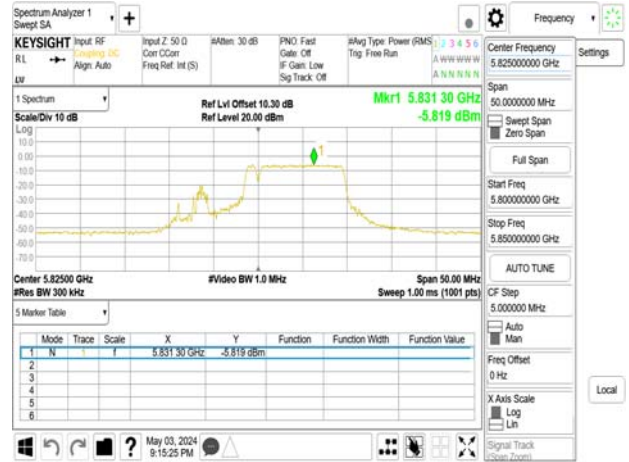 Spectrum Analyzer 1
Swept SA
+
Frequency
KEYSIGHT
RL
Input: RF
Coupling: DC
Align: Auto
Input Z: 50 Ω
Corr CCorr
Freq Ref: Int (S)
#Atten: 30 dB
PNO: Fast
Gate: Off
IF Gain: Low
Sig Track: Off
#Avg Type: Power (RMS
Trig: Free Run
1 2 3 4 5 6
A W W W W W
A N N N N N
1 Spectrum
Scale/Div 10 dB
Ref Lvl Offset 10.30 dB
Ref Level 20.00 dBm
Mkr1 5.831 30 GHz
-5.819 dBm
Log
10.0
0.00
-10.0
-20.0
-30.0
-40.0
-50.0
-60.0
-70.0
1
Center 5.82500 GHz
#Res BW 300 kHz
#Video BW 1.0 MHz
Span 50.00 MHz
Sweep 1.00 ms (1001 pts)
5 Marker Table
Mode Trace Scale X Y Function Function Width Function Value
1 N 1 f 5.831 30 GHz -5.819 dBm
2
3
4
5
6
?
May 03, 2024
9:15:25 PM
Center Frequency
5.825000000 GHz
Settings
Span
50.0000000 MHz
Swept Span
Zero Span
Full Span
Start Freq
5.800000000 GHz
Stop Freq
5.850000000 GHz
AUTO TUNE
CF Step
5.000000 MHz
Auto
Man
Freq Offset
0 Hz
Local
X Axis Scale
Log
Lin
Signal Track
(Span Zoom)